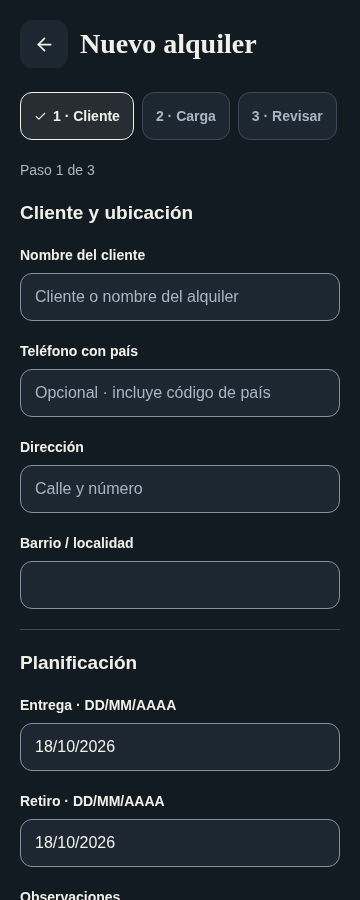 Nuevo alquiler
1 · Cliente
2 · Carga
3 · Revisar
Paso 1 de 3
Cliente y ubicación
Nombre del cliente
Cliente o nombre del alquiler
Teléfono con país
Opcional · incluye código de país
Dirección
Calle y número
Barrio / localidad
Planificación
Entrega · DD/MM/AAAA
18/10/2026
Retiro · DD/MM/AAAA
18/10/2026
Observaciones